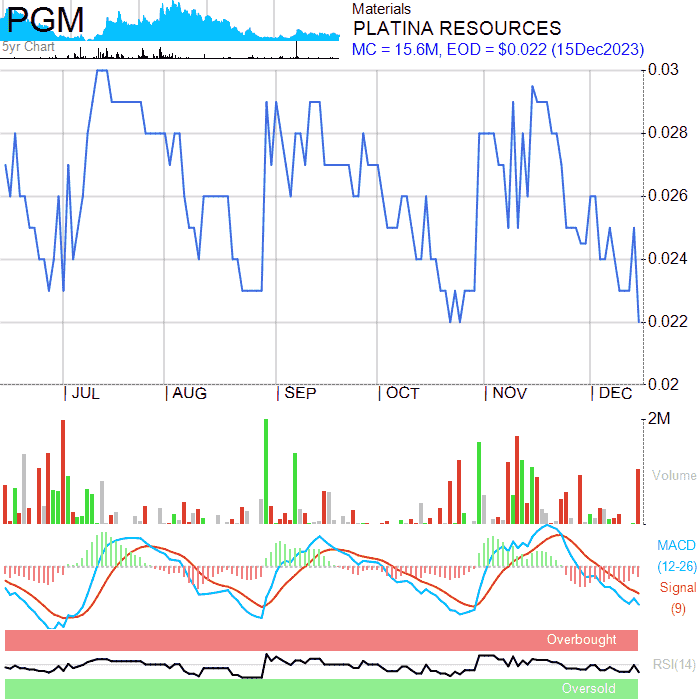 PGM
5yr Chart
Materials
PLATINA RESOURCES
MC = 15.6M, EOD = $0.022 (15Dec2023)
0.03
0.028
0.026
0.024
0.022
0.02
JUL AUG SEP OCT NOV DEC
2M
Volume
MACD
(12-26)
Signal
(9)
Overbought
RSI(14)
Oversold